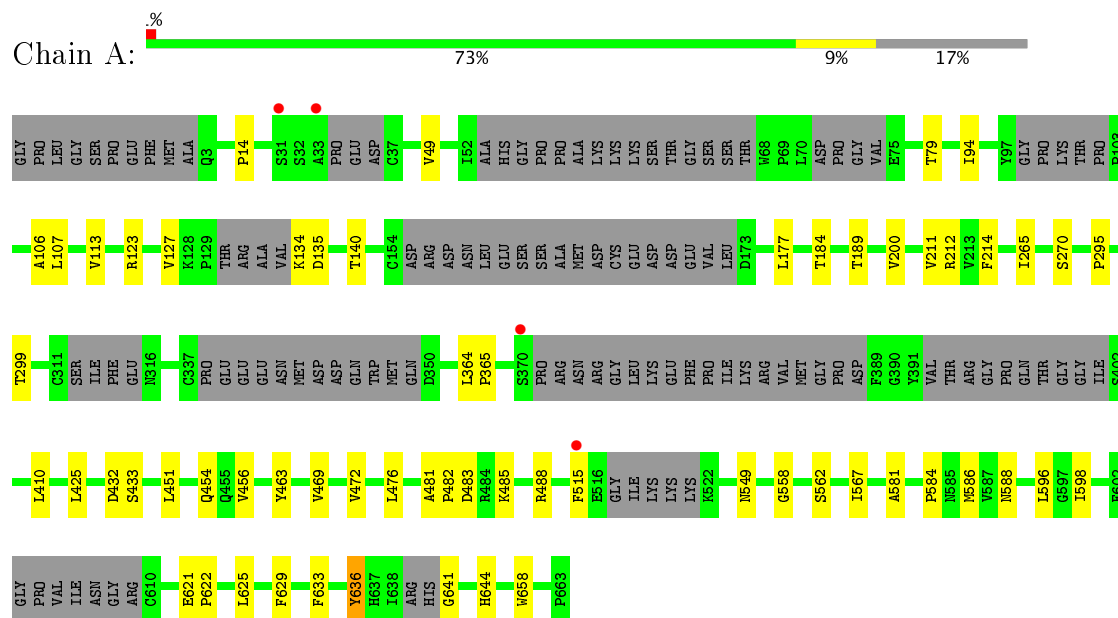 .%
Chain A:
73% 9% 17%
GLY PRO LEU GLY SER PRO GLU PHE MET ALA Q3 P14 S31 S32 A33 PRO GLU ASP C37 V49 I52 ALA HIS GLY PRO PRO ALA LYS LYS LYS SER THR GLY SER SER THR W68 P69 L70 ASP PRO GLY VAL E75 T79 I94 Y97 GLY PRO LYS THR PRO
A106 L107 V113 R123 V127 K128 P129 THR ARG ALA VAL K134 D135 T140 C154 ASP ARG ASP ASP ASN LEU GLU SER SER ALA MET ASP CYS GLU ASP ASP GLU VAL LEU D173 L177 T184 T189 V200 V211 R212 V213 F214 I265 S270 P295
T299 C311 SER ILE PHE GLU N316 C337 PRO GLU GLU GLU ASN MET ASP ASP GLN TRP MET GLN D350 L364 P365 S370 PRO ARG ASN ARG GLY LEU LYS GLU PHE PRO ILE LYS ARG VAL MET GLY PRO ASP F389 G390 Y391 VAL THR ARG GLY PRO GLN THR GLY GLY ILE S402
L410 L425 D432 S433 L451 Q454 Q455 V456 Y463 V469 V472 L476 A481 P482 D483 R484 K485 R488 F515 E516 GLY ILE LYS LYS LYS K522 N549 G558 S562 I567 A581 P584 N585 M586 V587 N588 L596 G597 I598
GLY PRO VAL ILE ASN GLY ARG C610 E621 P622 L625 F629 F633 Y636 H637 I638 ARG HIS G641 H644 W658 P663